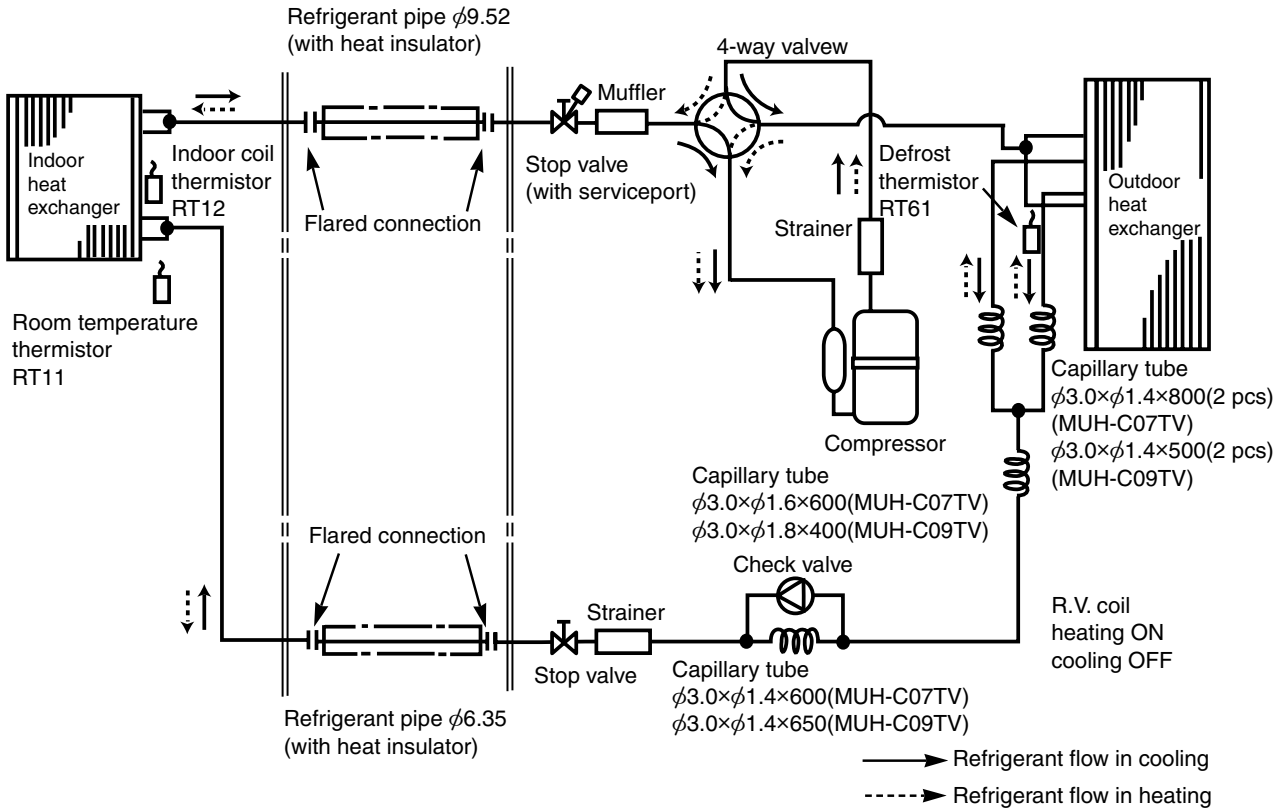 Refrigerant pipe ϕ9.52
(with heat insulator)
4-way valvew
Muffler
Indoor
heat
exchanger
Indoor coil
thermistor
RT12
Flared connection
Stop valve
(with serviceport)
Defrost
thermistor
RT61
Outdoor
heat
exchanger
Strainer
Room temperature
thermistor
RT11
Compressor
Capillary tube
ϕ3.0×ϕ1.4×800(2 pcs)
(MUH-C07TV)
ϕ3.0×ϕ1.4×500(2 pcs)
(MUH-C09TV)
Capillary tube
ϕ3.0×ϕ1.6×600(MUH-C07TV)
ϕ3.0×ϕ1.8×400(MUH-C09TV)
Flared connection
Check valve
Strainer
R.V. coil
heating ON
cooling OFF
Stop valve
Capillary tube
ϕ3.0×ϕ1.4×600(MUH-C07TV)
ϕ3.0×ϕ1.4×650(MUH-C09TV)
Refrigerant pipe ϕ6.35
(with heat insulator)
Refrigerant flow in cooling
Refrigerant flow in heating